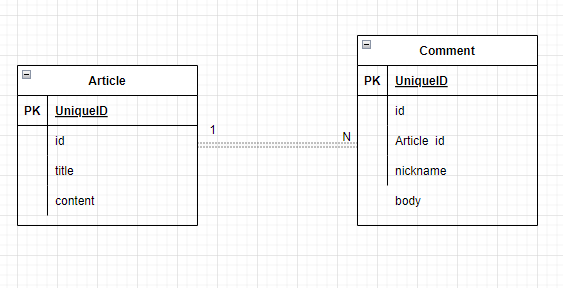 Article
PK UniqueID
id
title
content
1
N
Comment
PK UniqueID
id
Article id
nickname
body